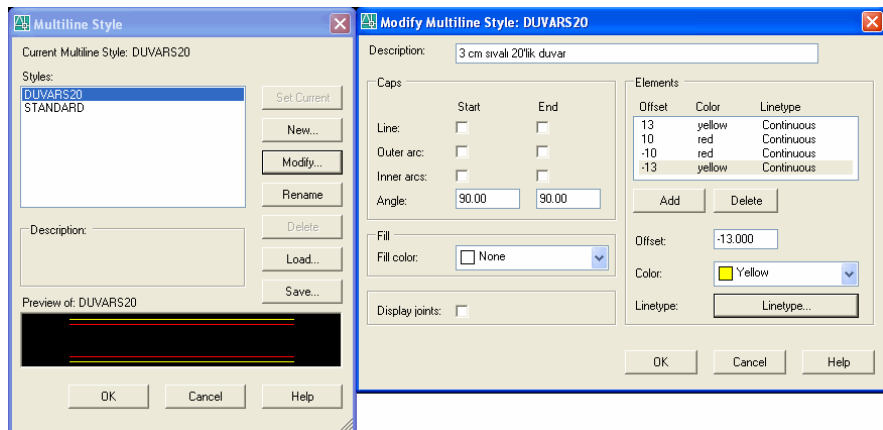 Multiline Style
Current Multiline Style: DUVARS20
Styles:
DUVARS20
STANDARD
Set Current
New...
Modify...
Rename
Delete
Load...
Save...
Description:
Preview of: DUVARS20
OK Cancel Help
Modify Multiline Style: DUVARS20
Description: 3 cm sıvalı 20'lik duvar
Caps
Start End
Line:
Outer arc:
Inner arcs:
Angle: 90.00 90.00
Fill
Fill color: None
Display joints:
Elements
Offset Color Linetype
13 yellow Continuous
10 red Continuous
-10 red Continuous
-13 yellow Continuous
Add Delete
Offset: -13.000
Color: Yellow
Linetype: Linetype...
OK Cancel Help